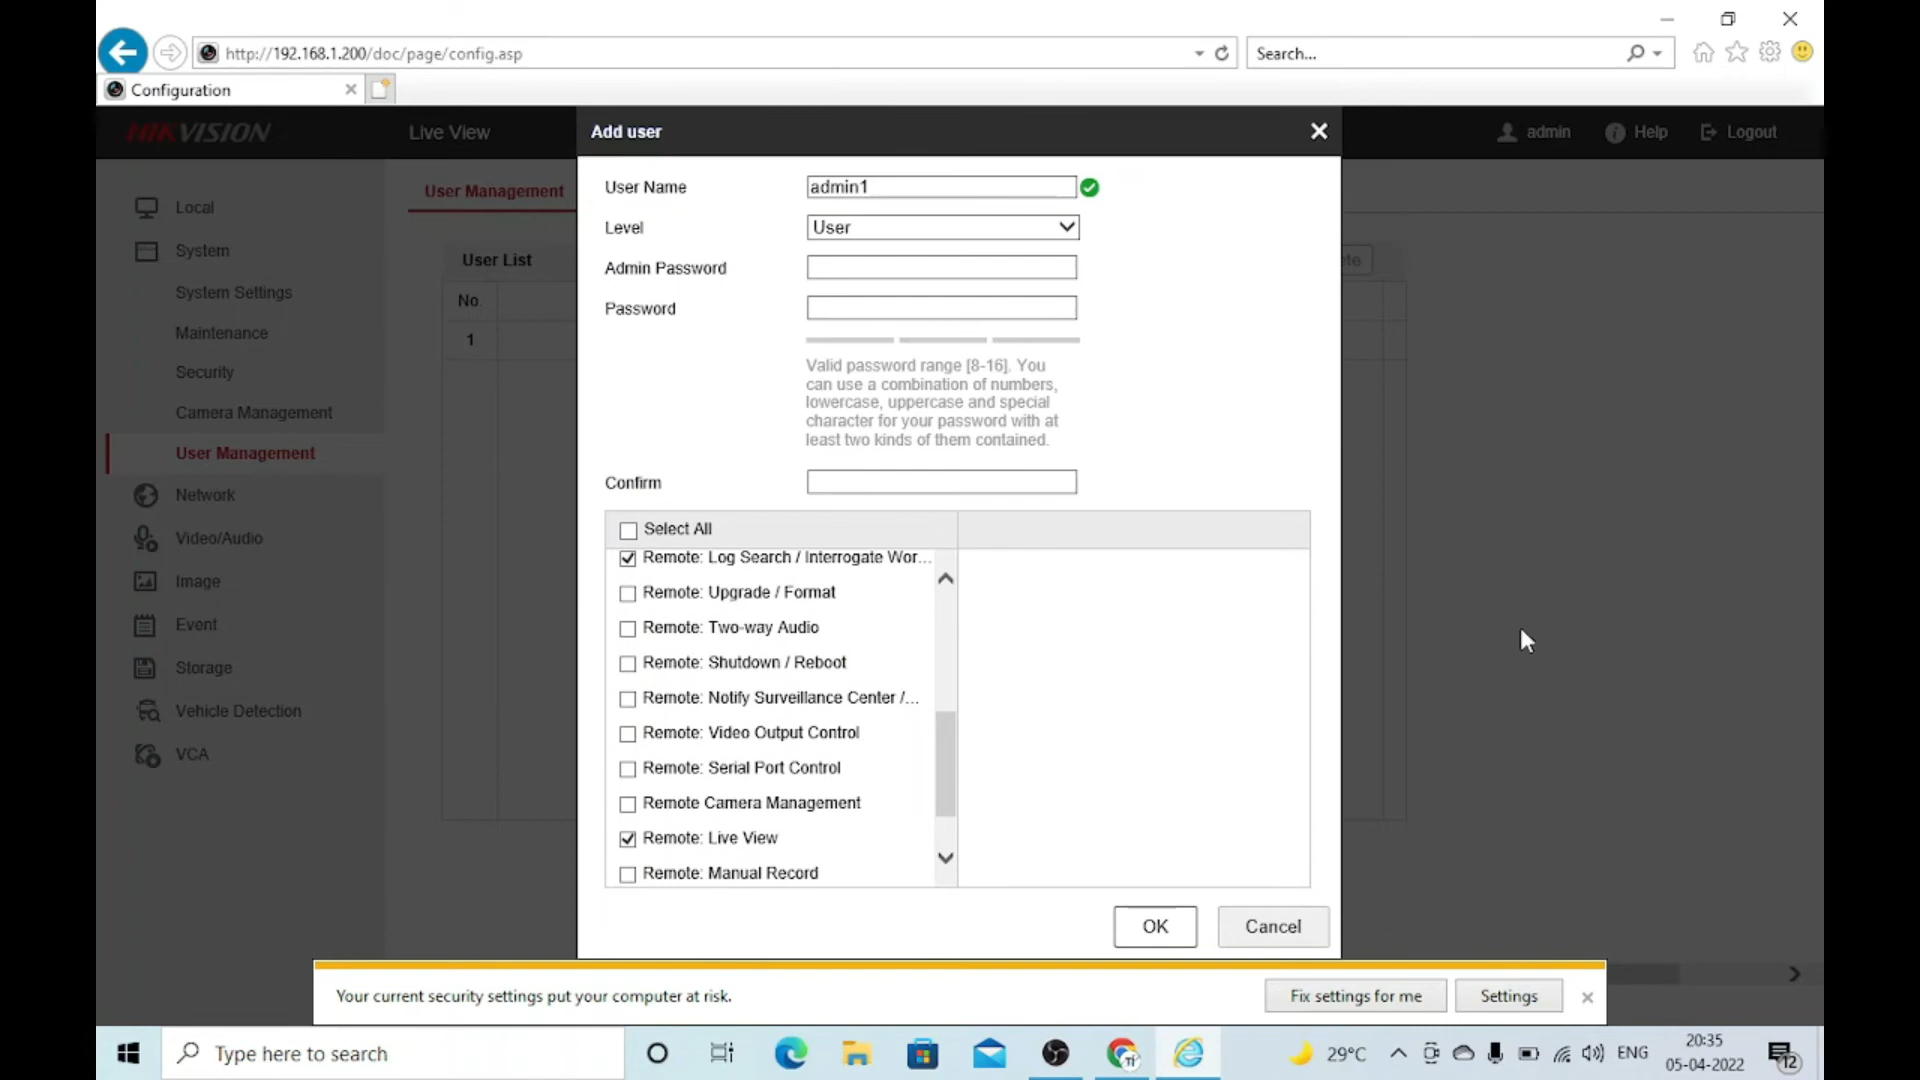 http://192.168.1.200/doc/page/config.asp
Search...
Configuration
HIKVISION
Live View
Add user
admin
Help
Logout
Local
System
System Settings
Maintenance
Security
Camera Management
User Management
Network
Video/Audio
Image
Event
Storage
Vehicle Detection
VCA
User Management
User List
No.
1
User Name
admin1
Level
User
Admin Password
Password
Valid password range [8-16]. You
can use a combination of numbers,
lowercase, uppercase and special
character for your password with at
least two kinds of them contained.
Confirm
Select All
Remote: Log Search / Interrogate Wor...
Remote: Upgrade / Format
Remote: Two-way Audio
Remote: Shutdown / Reboot
Remote: Notify Surveillance Center /...
Remote: Video Output Control
Remote: Serial Port Control
Remote Camera Management
Remote: Live View
Remote: Manual Record
OK
Cancel
Your current security settings put your computer at risk.
Fix settings for me
Settings
Type here to search
29°C
ENG
20:35
05-04-2022
12